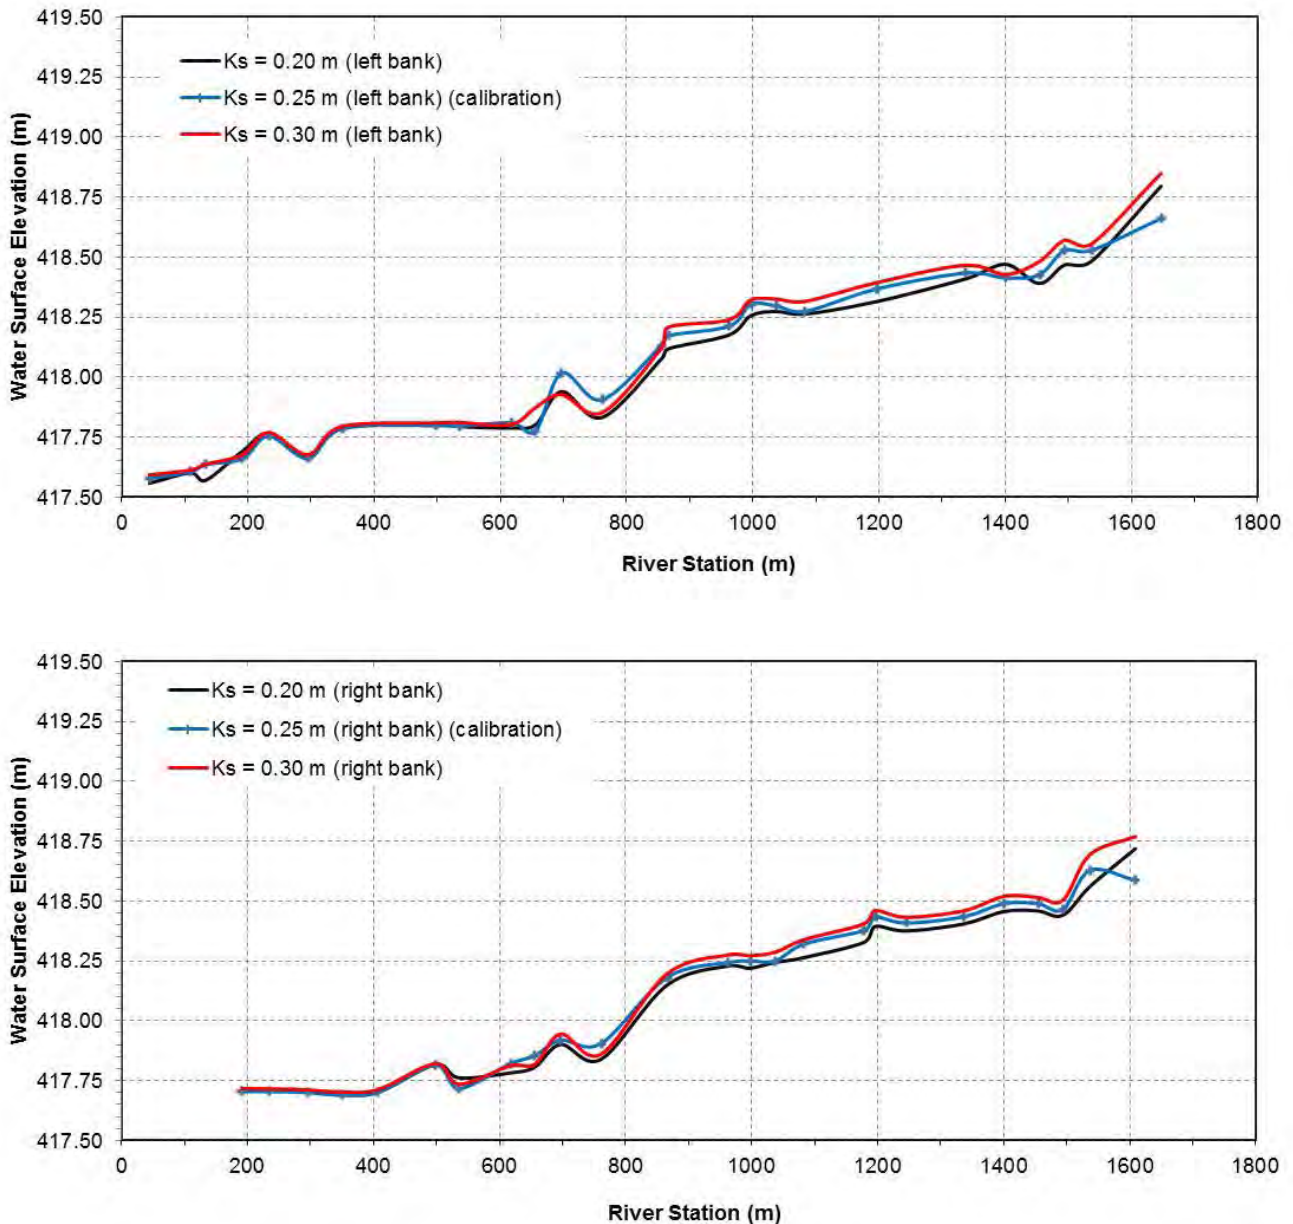 419.50
419.25
419.00
418.75
418.50
418.25
418.00
417.75
417.50
Water Surface Elevation (m)
Ks = 0.20 m (left bank)
Ks = 0.25 m (left bank) (calibration)
Ks = 0.30 m (left bank)
0 200 400 600 800 1000 1200 1400 1600 1800
River Station (m)
419.50
419.25
419.00
418.75
418.50
418.25
418.00
417.75
417.50
Water Surface Elevation (m)
Ks = 0.20 m (right bank)
Ks = 0.25 m (right bank) (calibration)
Ks = 0.30 m (right bank)
0 200 400 600 800 1000 1200 1400 1600 1800
River Station (m)